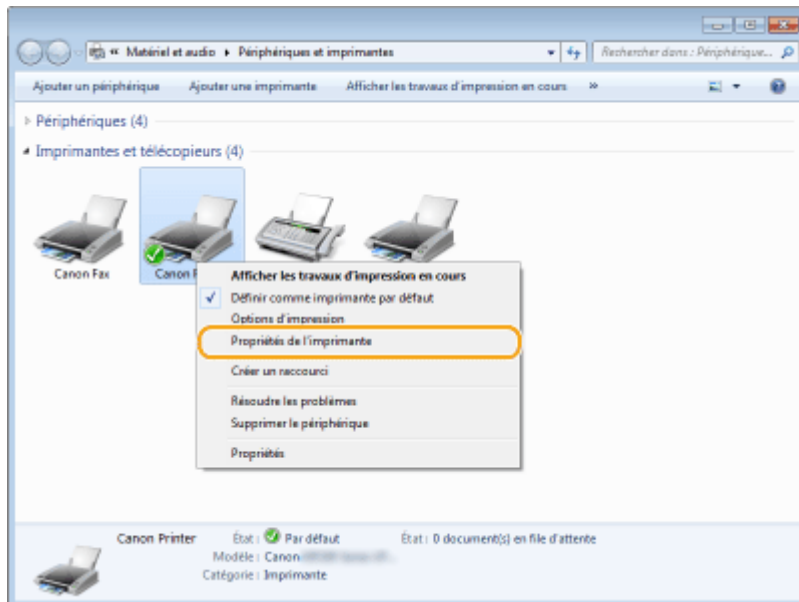 « Matériel et audio ▸ Périphériques et imprimantes
Rechercher dans : Périphérique...
Ajouter un périphérique Ajouter une imprimante Afficher les travaux d'impression en cours »
Périphériques (4)
Imprimantes et télécopieurs (4)
Canon Fax
Canon
Afficher les travaux d'impression en cours
Définir comme imprimante par défaut
Options d'impression
Propriétés de l'imprimante
Créer un raccourci
Résoudre les problèmes
Supprimer le périphérique
Propriétés
Canon Printer État : Par défaut État : 0 document(s) en file d'attente
Modèle : Canon
Catégorie : Imprimante